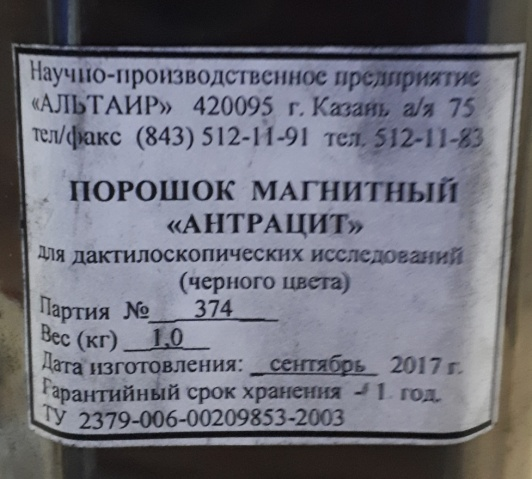 Научно-производственное предприятие
«АЛЬТАИР» 420095 г. Казань а/я 75
тел/факс (843) 512-11-91 тел. 512-11-83
ПОРОШОК МАГНИТНЫЙ
«АНТРАЦИТ»
для дактилоскопических исследований
(черного цвета)
Партия № 374
Вес (кг) 1,0
Дата изготовления: сентябрь 2017 г.
Гарантийный срок хранения - 1 год.
ТУ 2379-006-00209853-2003